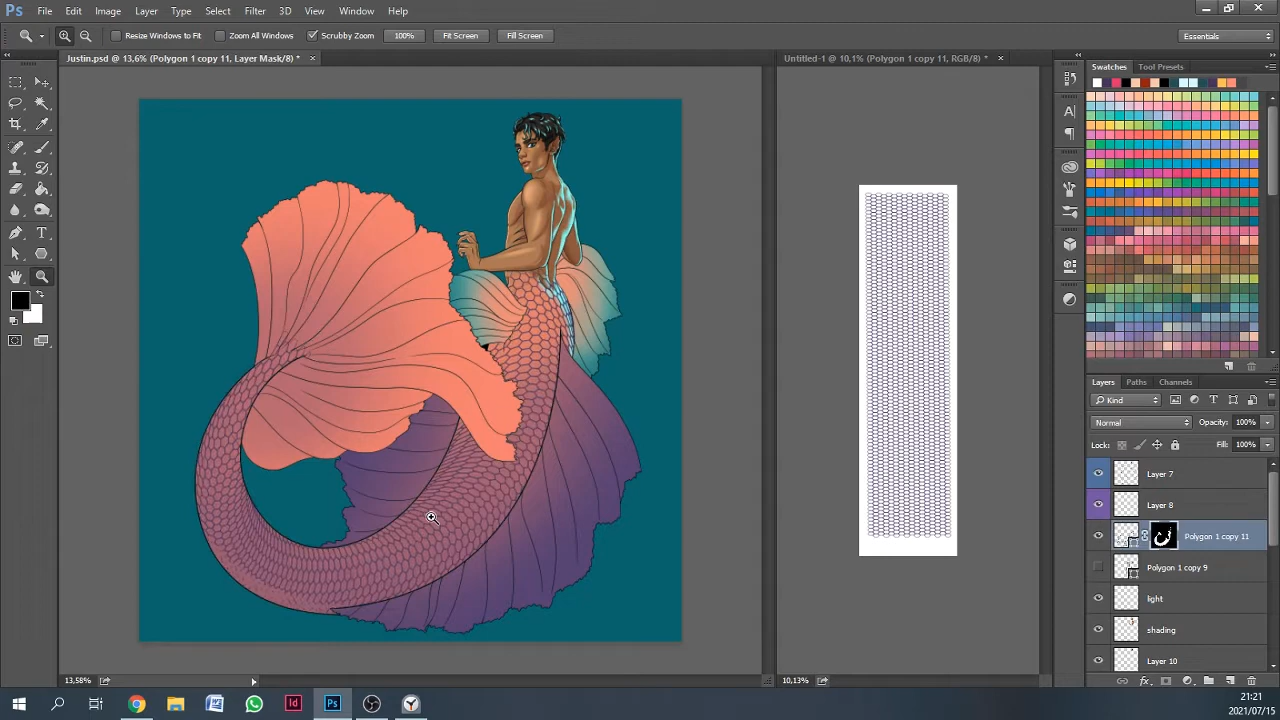 Ps File Edit Image Layer Type Select Filter 3D View Window Help
Resize Windows to Fit Zoom All Windows Scrubby Zoom 100% Fit Screen Fill Screen Essentials
Justin.psd @ 13,6% (Polygon 1 copy 11, Layer Mask/8) *
Untitled-1 @ 10,1% (Polygon 1 copy 11, RGB/8) *
Swatches Tool Presets
Layers Paths Channels
Kind
Normal Opacity: 100%
Lock: Fill: 100%
Layer 7
Layer 8
Polygon 1 copy 11
Polygon 1 copy 9
light
shading
Layer 10
13,58% 10,13%
21:21
2021/07/15